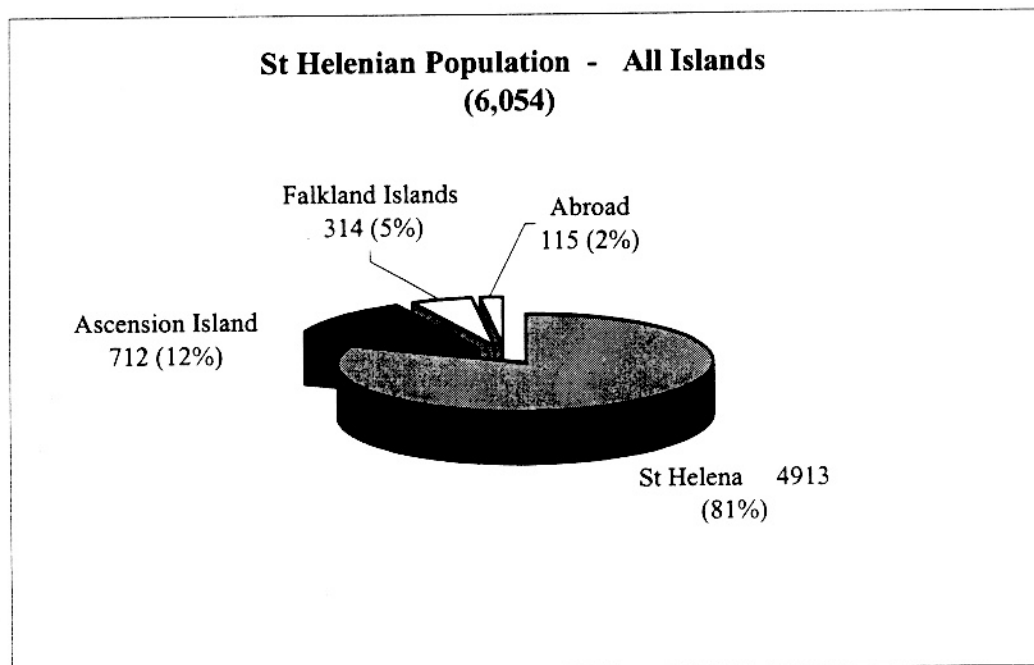 St Helenian Population - All Islands
(6,054)
Falkland Islands
314 (5%)
Abroad
115 (2%)
Ascension Island
712 (12%)
St Helena 4913
(81%)